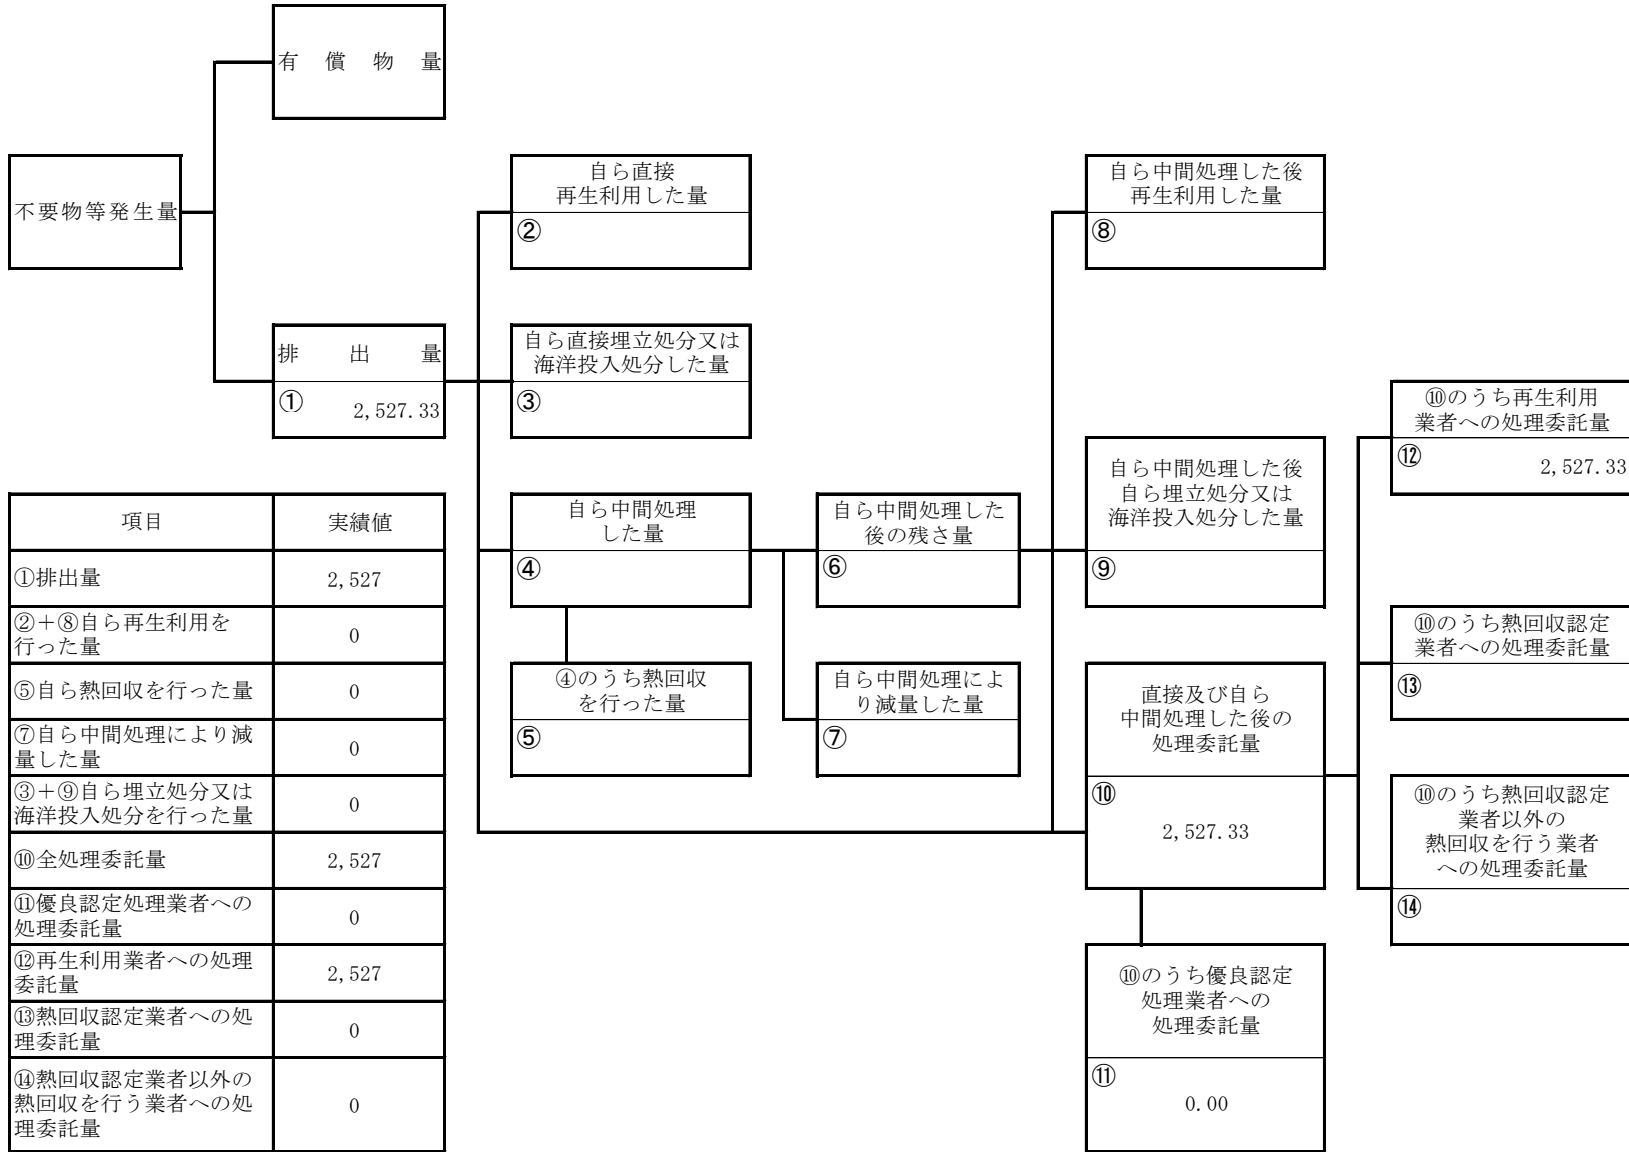 有償物量
不要物等発生量
排出量
① 2,527.33
自ら直接
再生利用した量
②
自ら直接埋立処分又は
海洋投入処分した量
③
自ら中間処理
した量
④
④のうち熱回収
を行った量
⑤
自ら中間処理した
後の残さ量
⑥
自ら中間処理によ
り減量した量
⑦
自ら中間処理した後
再生利用した量
⑧
自ら中間処理した後
自ら埋立処分又は
海洋投入処分した量
⑨
直接及び自ら
中間処理した後の
処理委託量
⑩
2,527.33
⑩のうち優良認定
処理業者への
処理委託量
⑪
0.00
⑩のうち再生利用
業者への処理委託量
⑫ 2,527.33
⑩のうち熱回収認定
業者への処理委託量
⑬
⑩のうち熱回収認定
業者以外の
熱回収を行う業者
への処理委託量
⑭
項目 実績値
①排出量 2,527
②＋⑧自ら再生利用を
行った量 0
⑤自ら熱回収を行った量 0
⑦自ら中間処理により減
量した量 0
③＋⑨自ら埋立処分又は
海洋投入処分を行った量 0
⑩全処理委託量 2,527
⑪優良認定処理業者への
処理委託量 0
⑫再生利用業者への処理
委託量 2,527
⑬熱回収認定業者への処
理委託量 0
⑭熱回収認定業者以外の
熱回収を行う業者への処
理委託量 0